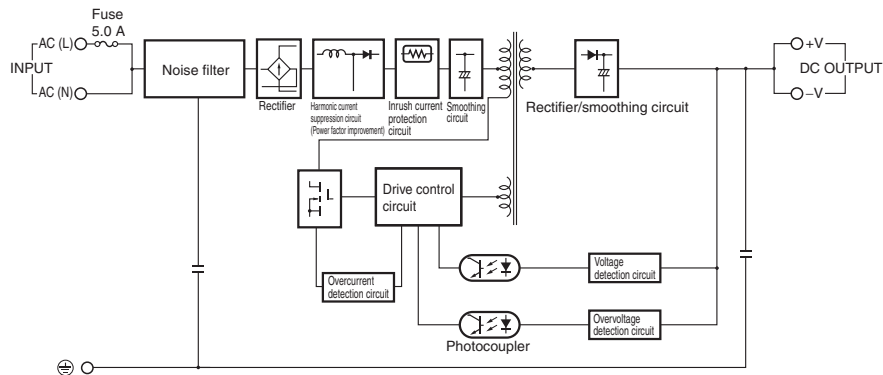 Fuse
5.0 A
AC (L)
INPUT
AC (N)
Noise filter
Rectifier
Harmonic current
suppression circuit
(Power factor improvement)
Inrush current
protection
circuit
Smoothing
circuit
Rectifier/smoothing circuit
+V
DC OUTPUT
–V
Drive control
circuit
Overcurrent
detection circuit
Voltage
detection circuit
Overvoltage
detection circuit
Photocoupler